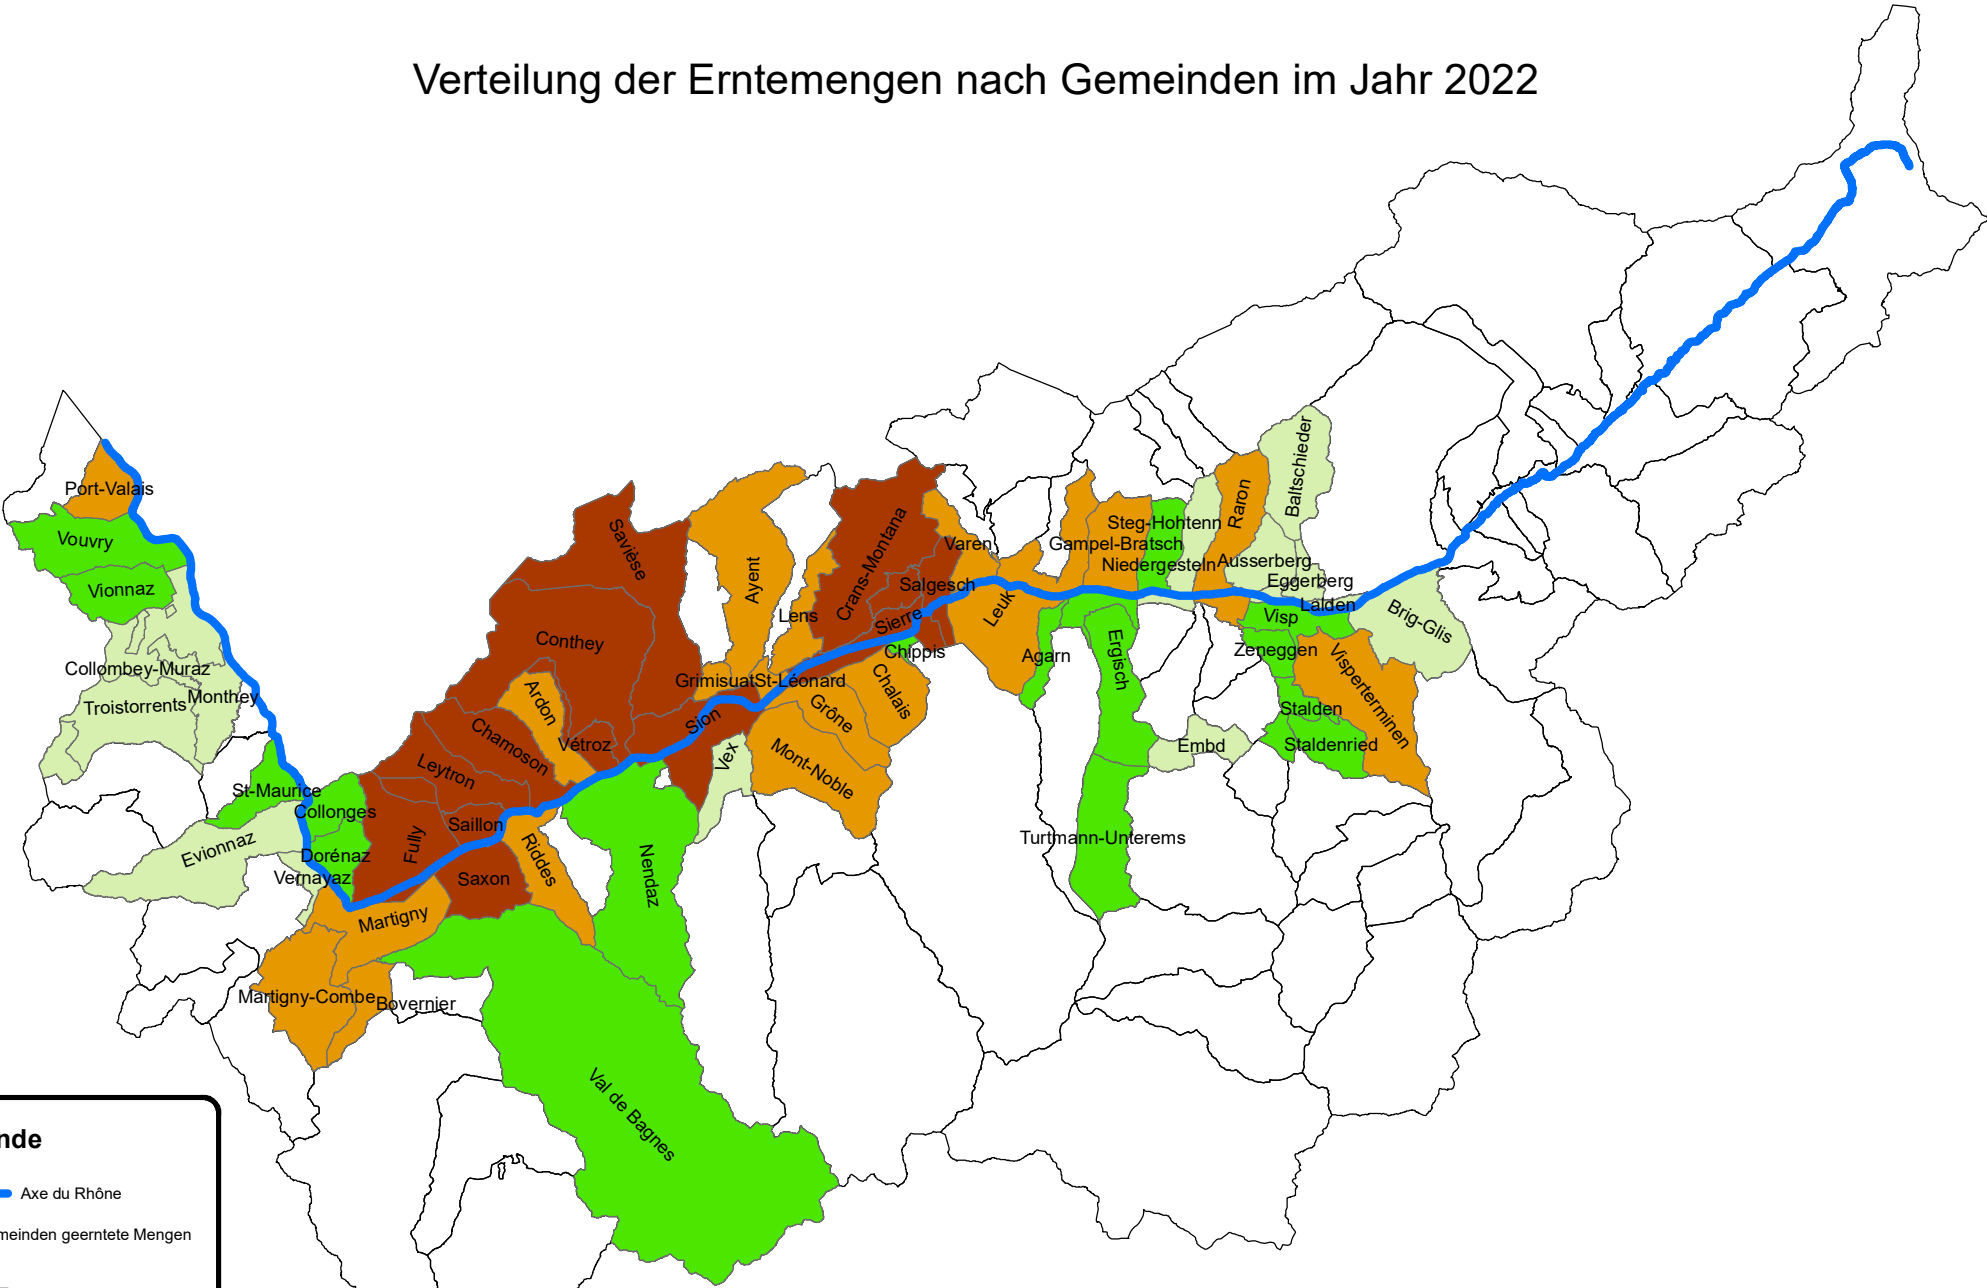 Verteilung der Erntemengen nach Gemeinden im Jahr 2022
Port-Valais
Vouvry
Vionnaz
Collombey-Muraz
Monthey
Troistorrents
St-Maurice
Collonges
Evionnaz
Dorénaz
Vernayaz
Martigny
Martigny-Combe
Bovernier
Fully
Saillon
Saxon
Leytron
Chamoson
Riddes
Ardon
Vétroz
Conthey
Savièse
Nendaz
Val de Bagnes
Sion
Vex
Grimisuat
Ayent
St-Léonard
Lens
Crans-Montana
Grône
Mont-Noble
Chalais
Chippis
Sierre
Salgesch
Varen
Leuk
Agarn
Ergisch
Turtmann-Unterems
Gampel-Bratsch
Steg-Hohtenn
Niedergesteln
Raron
Ausserberg
Baltschieder
Eggerberg
Lalden
Visp
Brig-Glis
Zeneggen
Visperterminen
Stalden
Staldenried
Embd
nde
Axe du Rhône
meinden geerntete Mengen